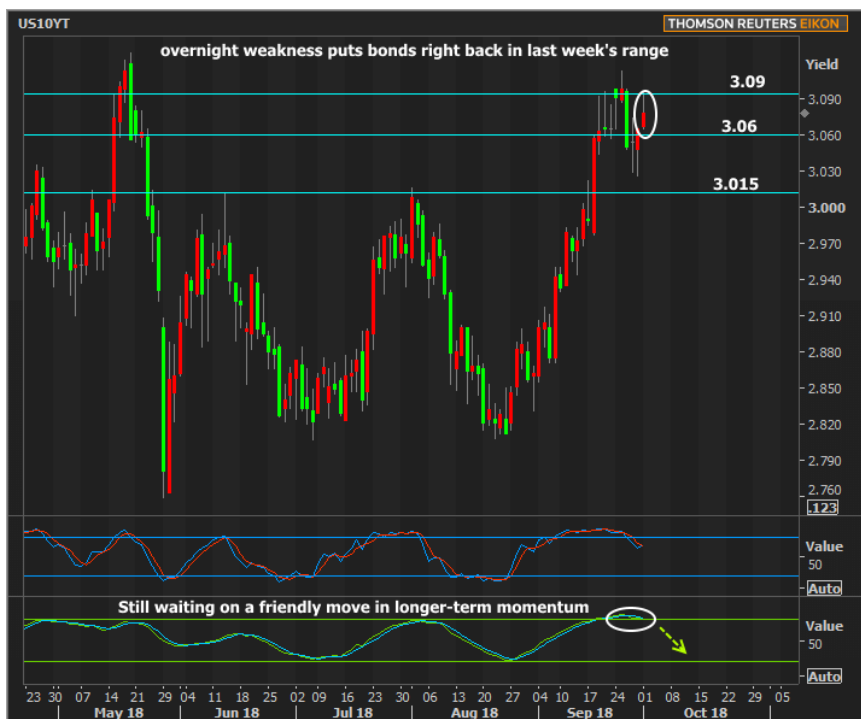 US10YT
THOMSON REUTERS EIKON
overnight weakness puts bonds right back in last week's range
Yield
3.09
3.090
3.06
3.060
3.030
3.015
3.000
2.970
2.940
2.910
2.880
2.850
2.820
2.790
2.760
.123
Value
50
Auto
Still waiting on a friendly move in longer-term momentum
Value
50
Auto
23 30 07 14 21 04 11 18 25 02 09 16 23 30 06 13 20 27 04 10 17 24 01 08 15 22 29 05
May 18 Jun 18 Jul 18 Aug 18 Sep 18 Oct 18